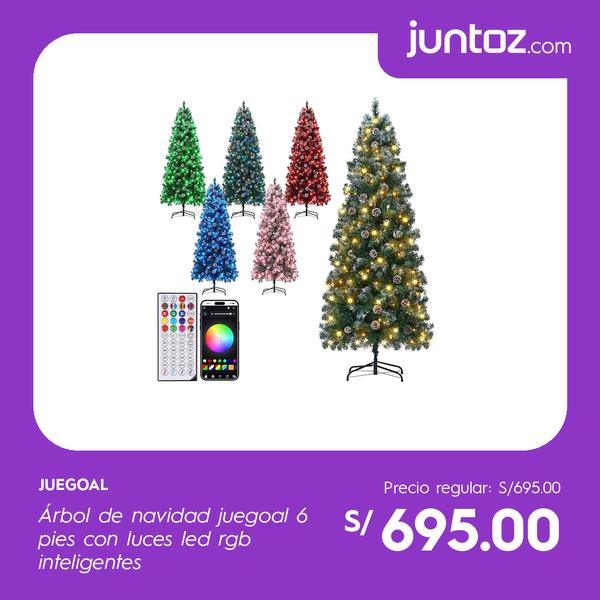 juntoz.com
JUEGOAL
Árbol de navidad juegoal 6
pies con luces led rgb
inteligentes
Precio regular: S/695.00
S/ 695.00